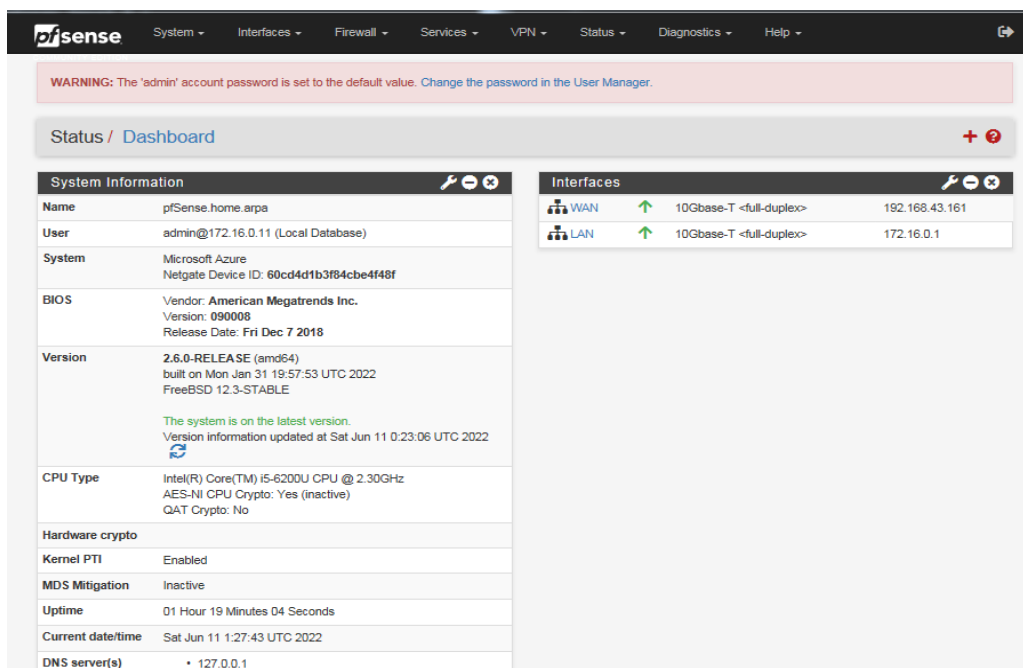 pfsense
System Interfaces Firewall Services VPN Status Diagnostics Help
WARNING: The 'admin' account password is set to the default value. Change the password in the User Manager.
Status / Dashboard
System Information
Name pfSense.home.arpa
User admin@172.16.0.11 (Local Database)
System Microsoft Azure
Netgate Device ID: 60cd4d1b3f84cbe4f48f
BIOS Vendor: American Megatrends Inc.
Version: 090008
Release Date: Fri Dec 7 2018
Version 2.6.0-RELEASE (amd64)
built on Mon Jan 31 19:57:53 UTC 2022
FreeBSD 12.3-STABLE
The system is on the latest version.
Version information updated at Sat Jun 11 0:23:06 UTC 2022
CPU Type Intel(R) Core(TM) i5-6200U CPU @ 2.30GHz
AES-NI CPU Crypto: Yes (inactive)
QAT Crypto: No
Hardware crypto
Kernel PTI Enabled
MDS Mitigation Inactive
Uptime 01 Hour 19 Minutes 04 Seconds
Current date/time Sat Jun 11 1:27:43 UTC 2022
DNS server(s) • 127.0.0.1
Interfaces
WAN 10Gbase-T <full-duplex> 192.168.43.161
LAN 10Gbase-T <full-duplex> 172.16.0.1